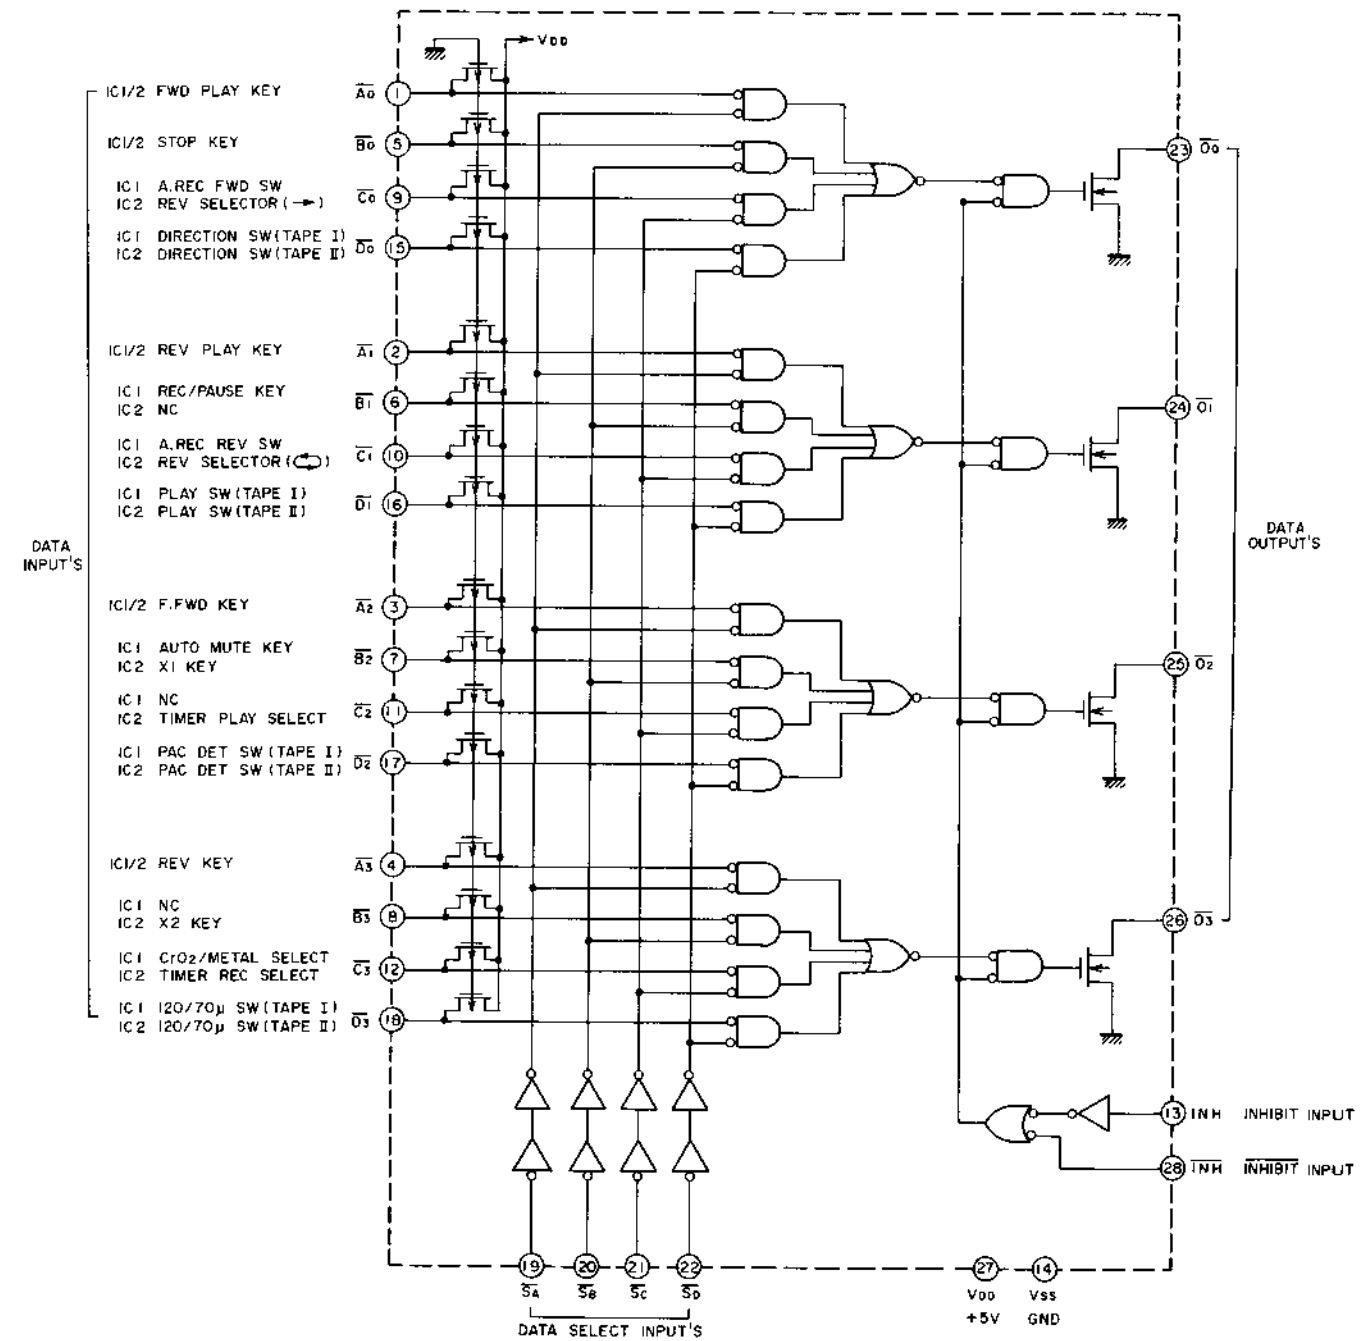 VDD
IC1/2 FWD PLAY KEY A0 1
IC1/2 STOP KEY B0 5
IC1 A.REC FWD SW
IC2 REV SELECTOR (→) C0 9
IC1 DIRECTION SW (TAPE I)
IC2 DIRECTION SW (TAPE II) D0 15
23 O0
IC1/2 REV PLAY KEY A1 2
IC1 REC/PAUSE KEY
IC2 NC B1 6
IC1 A.REC REV SW
IC2 REV SELECTOR ( ) C1 10
IC1 PLAY SW (TAPE I)
IC2 PLAY SW (TAPE II) D1 16
24 O1
DATA
INPUT'S
DATA
OUTPUT'S
IC1/2 F.FWD KEY A2 3
IC1 AUTO MUTE KEY
IC2 X1 KEY B2 7
IC1 NC
IC2 TIMER PLAY SELECT C2 11
IC1 PAC DET SW (TAPE I)
IC2 PAC DET SW (TAPE II) D2 17
25 O2
IC1/2 REV KEY A3 4
IC1 NC
IC2 X2 KEY B3 8
IC1 CrO2/METAL SELECT
IC2 TIMER REC SELECT C3 12
IC1 120/70μ SW (TAPE I)
IC2 120/70μ SW (TAPE II) D3 18
26 O3
13 INH INHIBIT INPUT
28 INH INHIBIT INPUT
19 20 21 22 27 14
SA SB SC SD VDD VSS
+5V GND
DATA SELECT INPUT'S